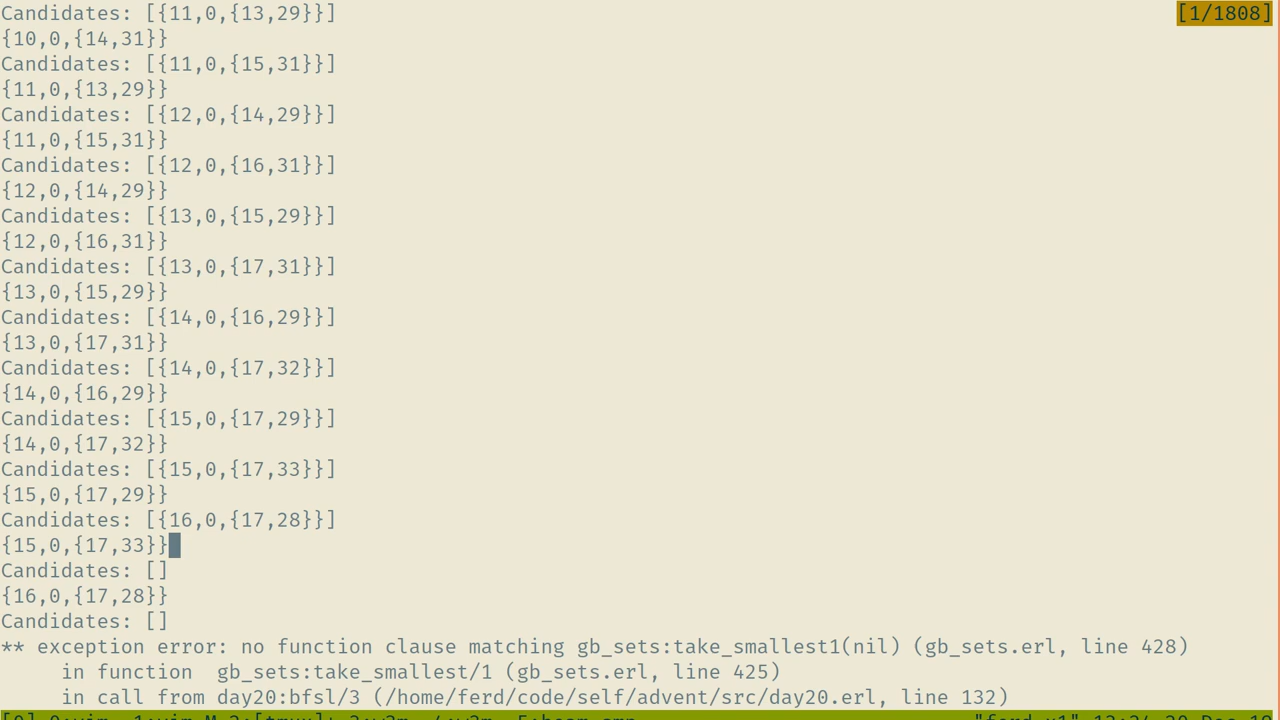 Candidates: [{11,0,{13,29}}] [1/1808]
{10,0,{14,31}}
Candidates: [{11,0,{15,31}}]
{11,0,{13,29}}
Candidates: [{12,0,{14,29}}]
{11,0,{15,31}}
Candidates: [{12,0,{16,31}}]
{12,0,{14,29}}
Candidates: [{13,0,{15,29}}]
{12,0,{16,31}}
Candidates: [{13,0,{17,31}}]
{13,0,{15,29}}
Candidates: [{14,0,{16,29}}]
{13,0,{17,31}}
Candidates: [{14,0,{17,32}}]
{14,0,{16,29}}
Candidates: [{15,0,{17,29}}]
{14,0,{17,32}}
Candidates: [{15,0,{17,33}}]
{15,0,{17,29}}
Candidates: [{16,0,{17,28}}]
{15,0,{17,33}}
Candidates: []
{16,0,{17,28}}
Candidates: []
** exception error: no function clause matching gb_sets:take_smallest1(nil) (gb_sets.erl, line 428)
in function gb_sets:take_smallest/1 (gb_sets.erl, line 425)
in call from day20:bfsl/3 (/home/ferd/code/self/advent/src/day20.erl, line 132)